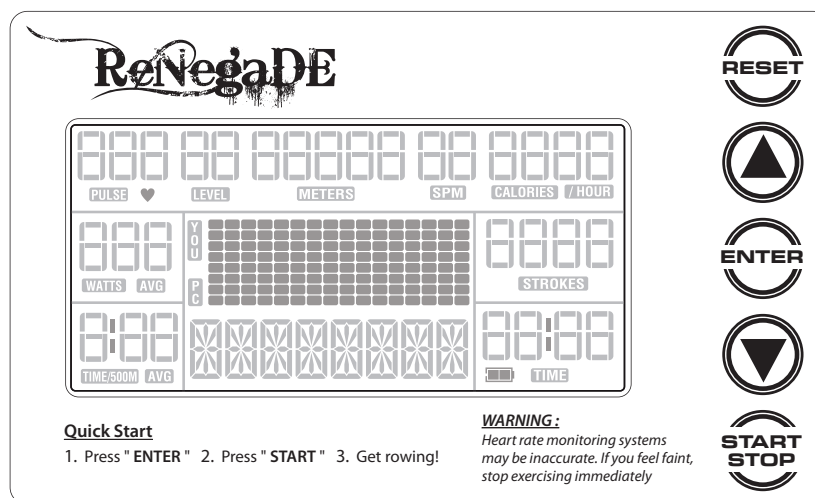 ReNegaDE
RESET
PULSE LEVEL METERS SPM CALORIES / HOUR
YOU
WATTS AVG
PC
STROKES
ENTER
TIME/500M AVG
TIME
Quick Start
1. Press " ENTER " 2. Press " START " 3. Get rowing!
WARNING :
Heart rate monitoring systems
may be inaccurate. If you feel faint,
stop exercising immediately
START
STOP